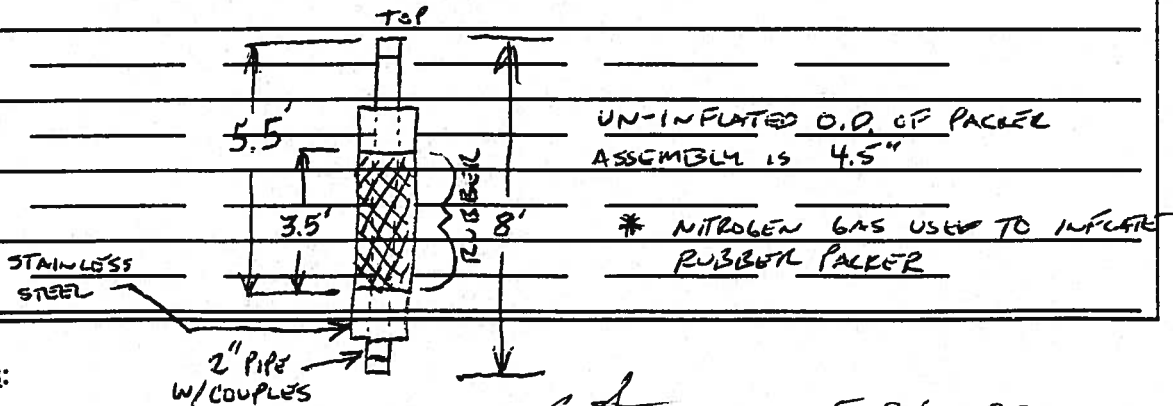 TOP
5.5'
UN-INFLATED O.D. OF PACKER
ASSEMBLY IS 4.5"
3.5'
RUBBER
8'
* NITROGEN GAS USED TO INFLATE
RUBBER PACKER
STAINLESS
STEEL
2" PIPE
W/COUPLES